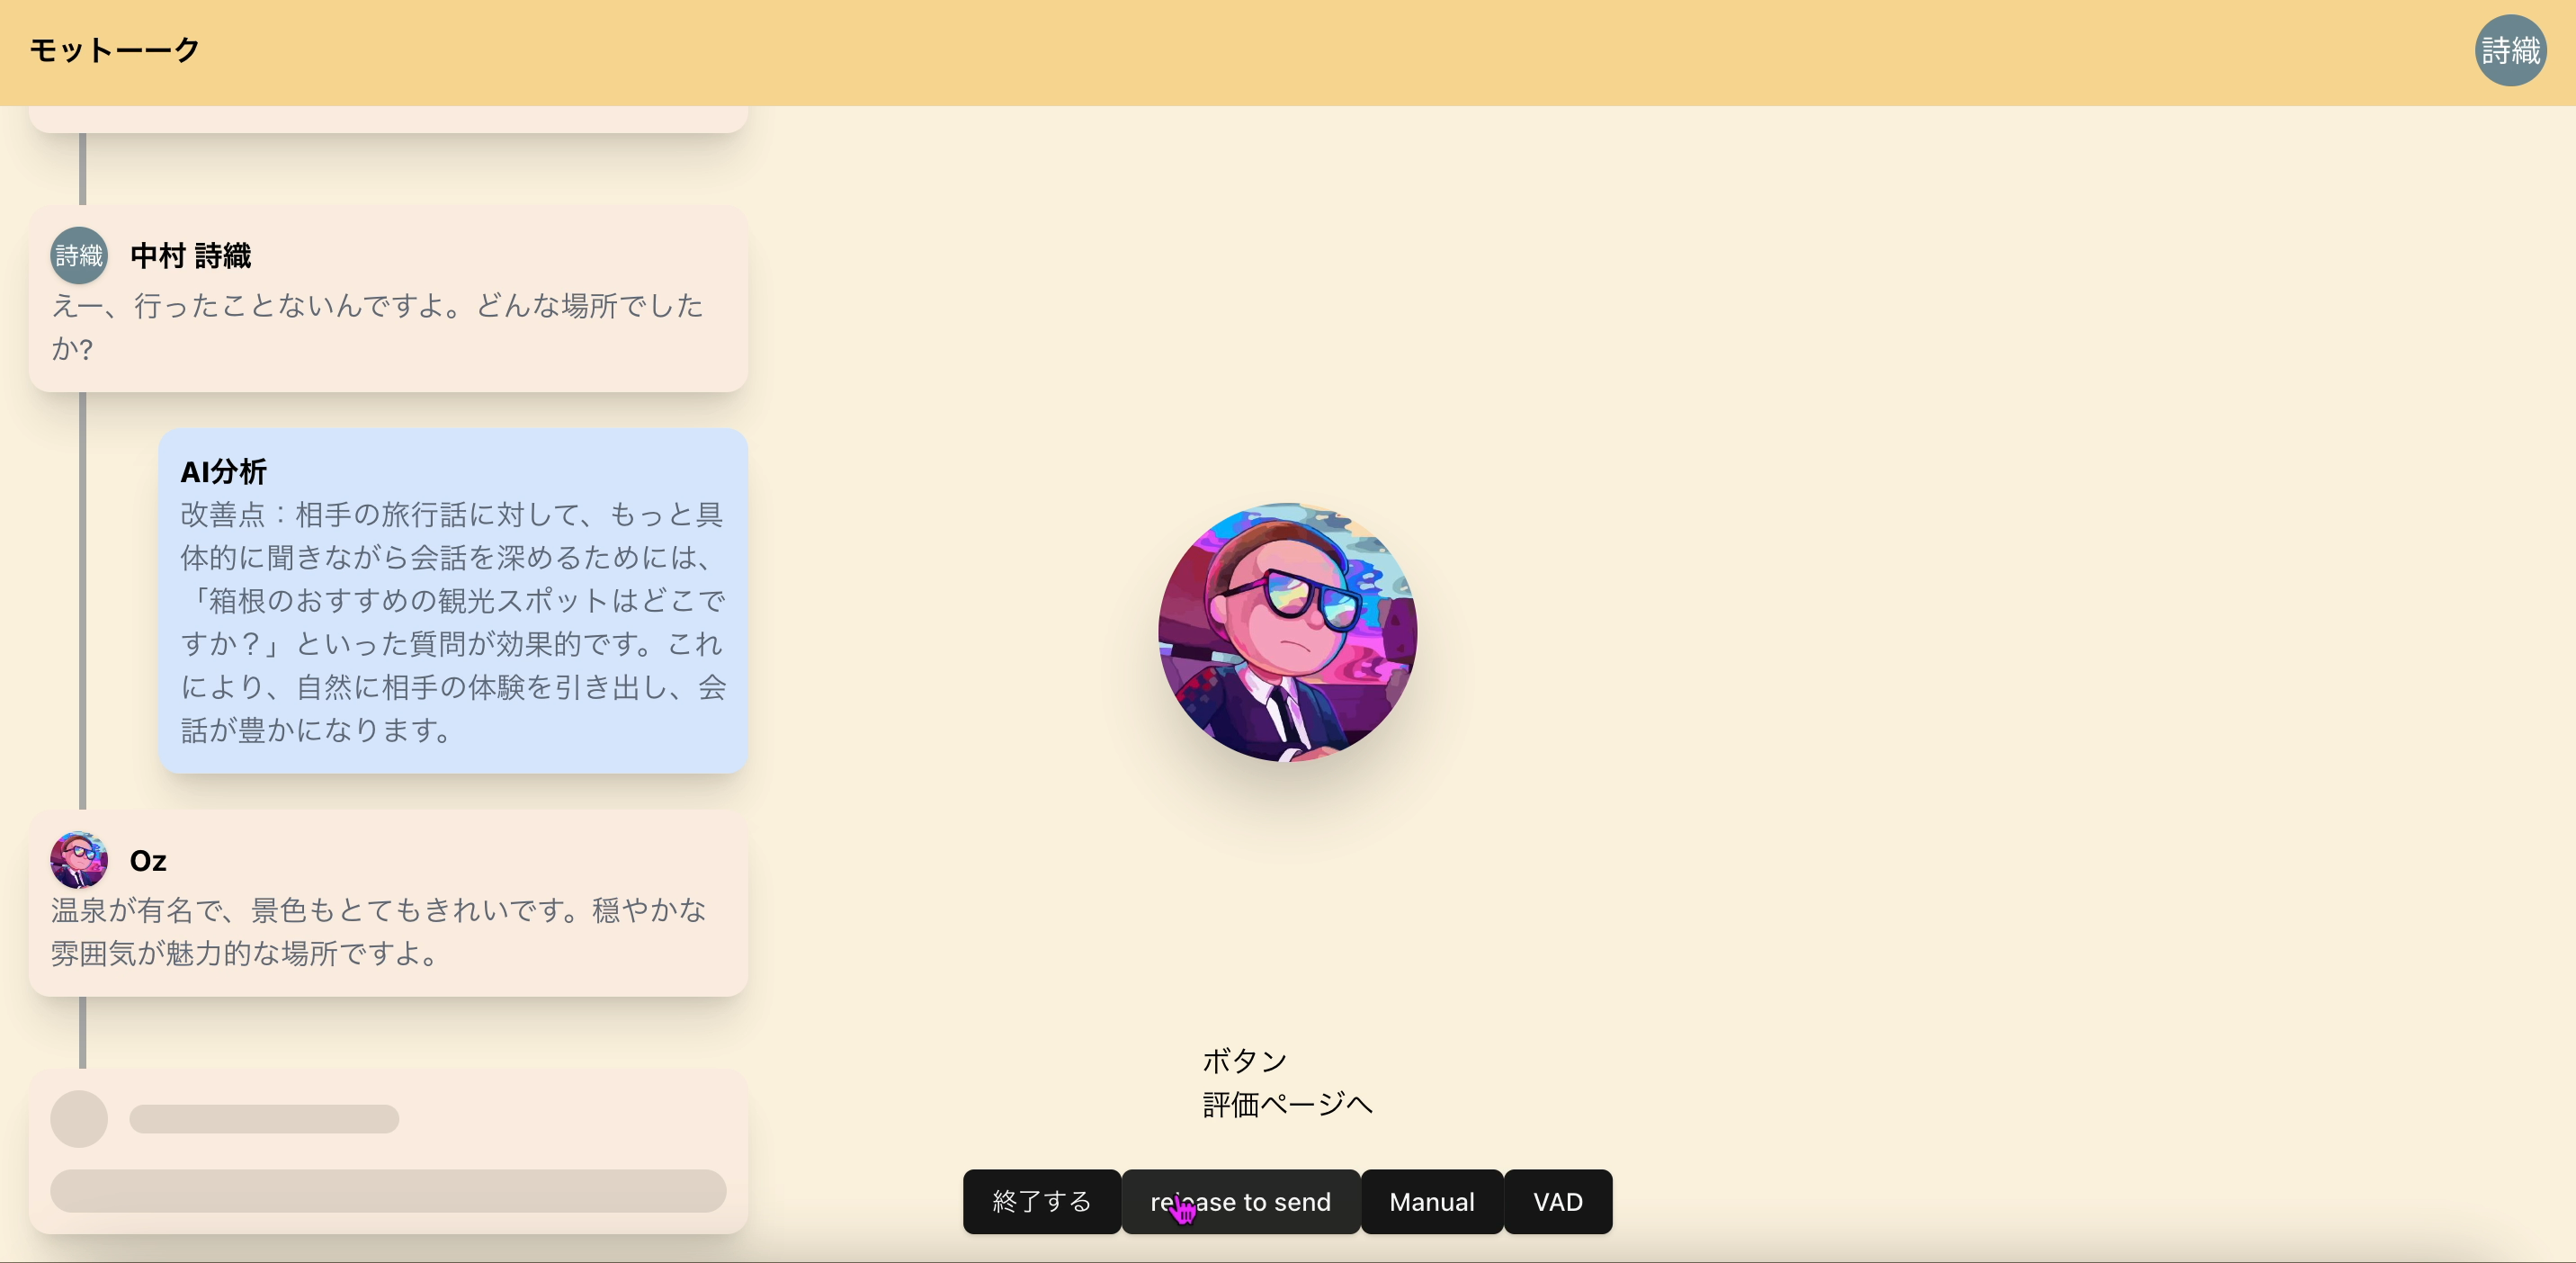 モットーーク
詩織
詩織 中村 詩織
えー、行ったことないんですよ。どんな場所でした
か?
AI分析
改善点：相手の旅行話に対して、もっと具
体的に聞きながら会話を深めるためには、
「箱根のおすすめの観光スポットはどこで
すか？」といった質問が効果的です。これ
により、自然に相手の体験を引き出し、会
話が豊かになります。
Oz
温泉が有名で、景色もとてもきれいです。穏やかな
雰囲気が魅力的な場所ですよ。
ボタン
評価ページへ
終了する release to send Manual VAD